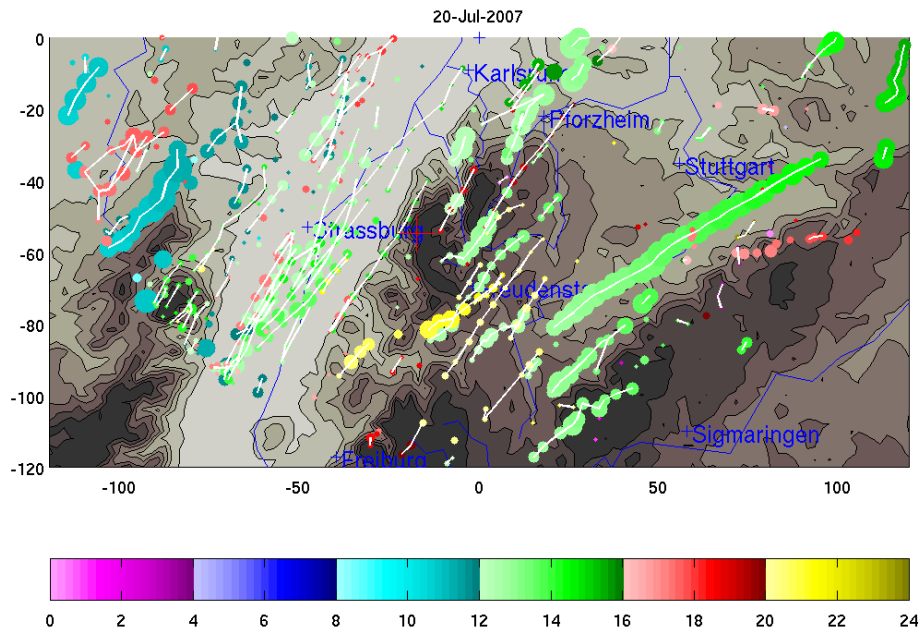 20-Jul-2007
0
-20
-40
-60
-80
-100
-120
Karlsruhe
Pforzheim
Stuttgart
Strassburg
Sigmaringen
Freiburg
-100 -50 0 50 100
0 2 4 6 8 10 12 14 16 18 20 22 24